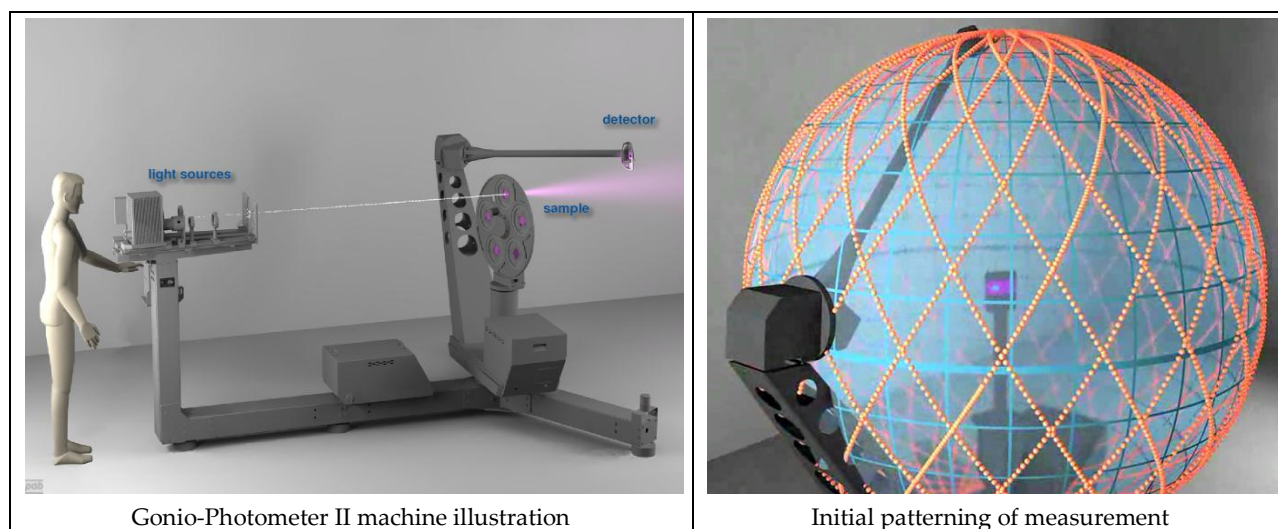 light sources
detector
sample
pab
Gonio-Photometer II machine illustration
Initial patterning of measurement